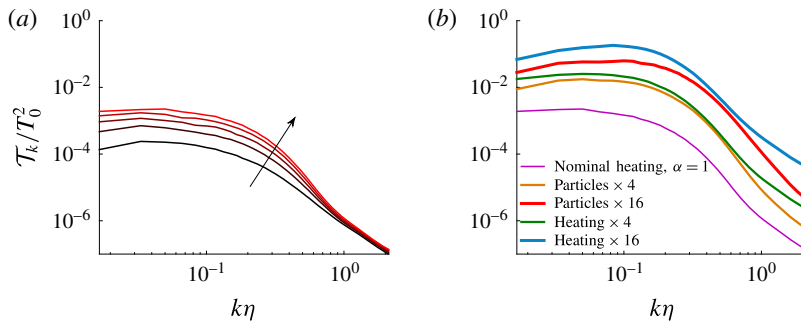 (a)
10^0
10^−2
10^−4
10^−6
𝒯_k/T_0^2
10^−1
10^0
kη
(b)
10^0
10^−2
10^−4
10^−6
Nominal heating, α = 1
Particles × 4
Particles × 16
Heating × 4
Heating × 16
10^−1
10^0
kη